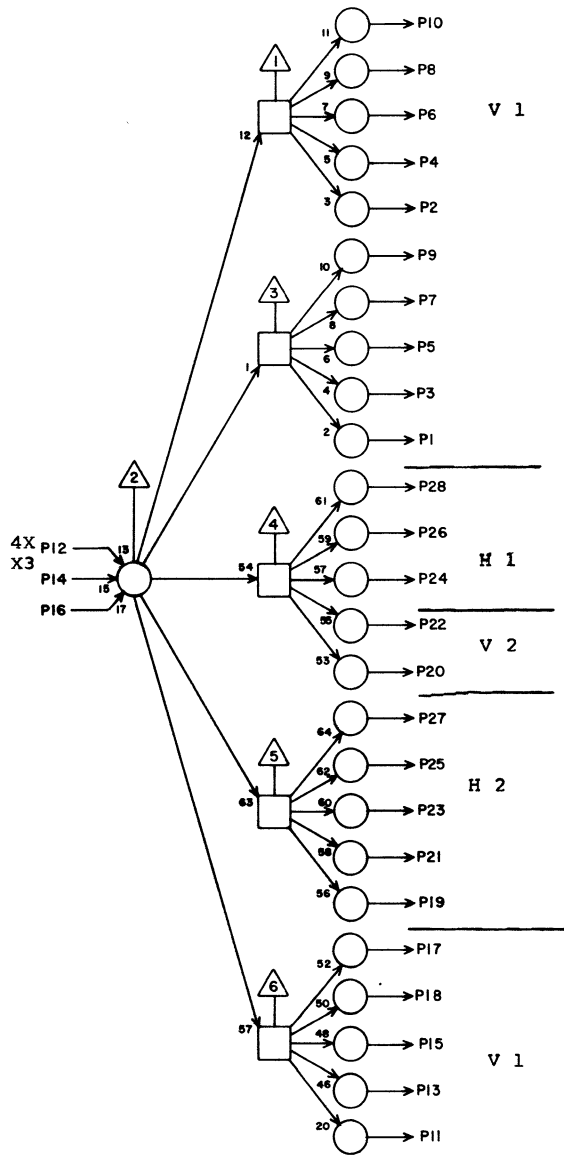 11 P10
1
9 P8
7 P6 V 1
12
5 P4
3 P2
10 P9
3
8 P7
6 P5
1
4 P3
2 P1
2
61 P28
4
59 P26
4X P12 13
X3
54 57 P24 H 1
P14 15
P16 17
55 P22
V 2
53 P20
64 P27
5
62 P25
H 2
63 60 P23
58 P21
56 P19
52 P17
6
50 P18
57 48 P15
V 1
46 P13
20 P11